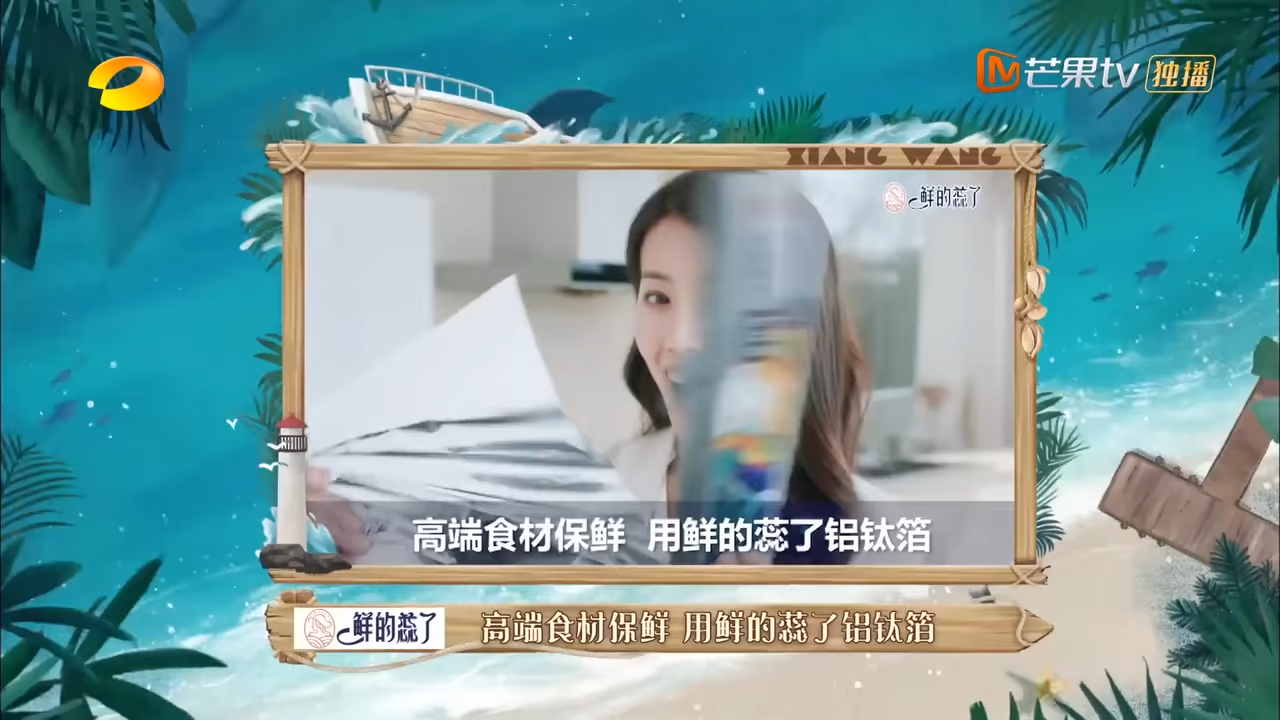 芒果tv 独播
XIANG WANG
鲜的蕊了
高端食材保鲜 用鲜的蕊了铝钛箔
鲜的蕊了 高端食材保鲜 用鲜的蕊了铝钛箔